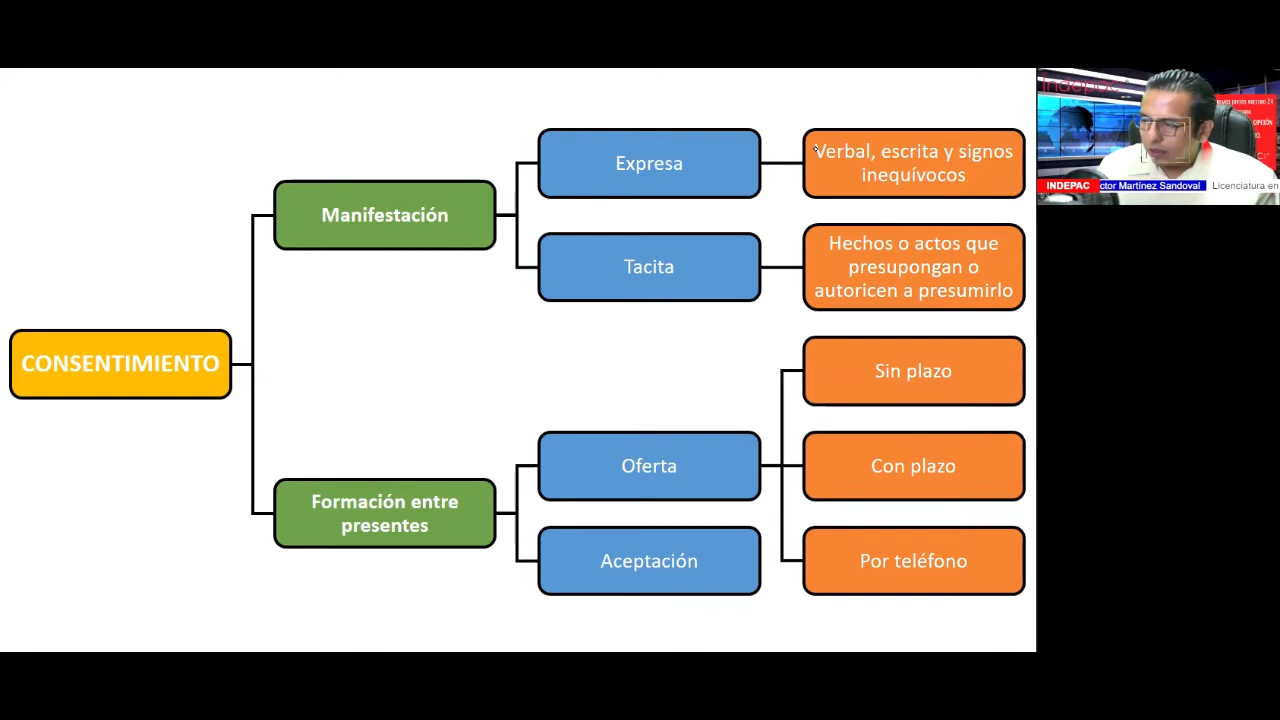 CONSENTIMIENTO
Manifestación
Expresa
Verbal, escrita y signos
inequívocos
Tacita
Hechos o actos que
presupongan o
autoricen a presumirlo
Formación entre
presentes
Oferta
Sin plazo
Con plazo
Por teléfono
Aceptación
INDEPAC
ctor Martínez Sandoval
Licenciatura en